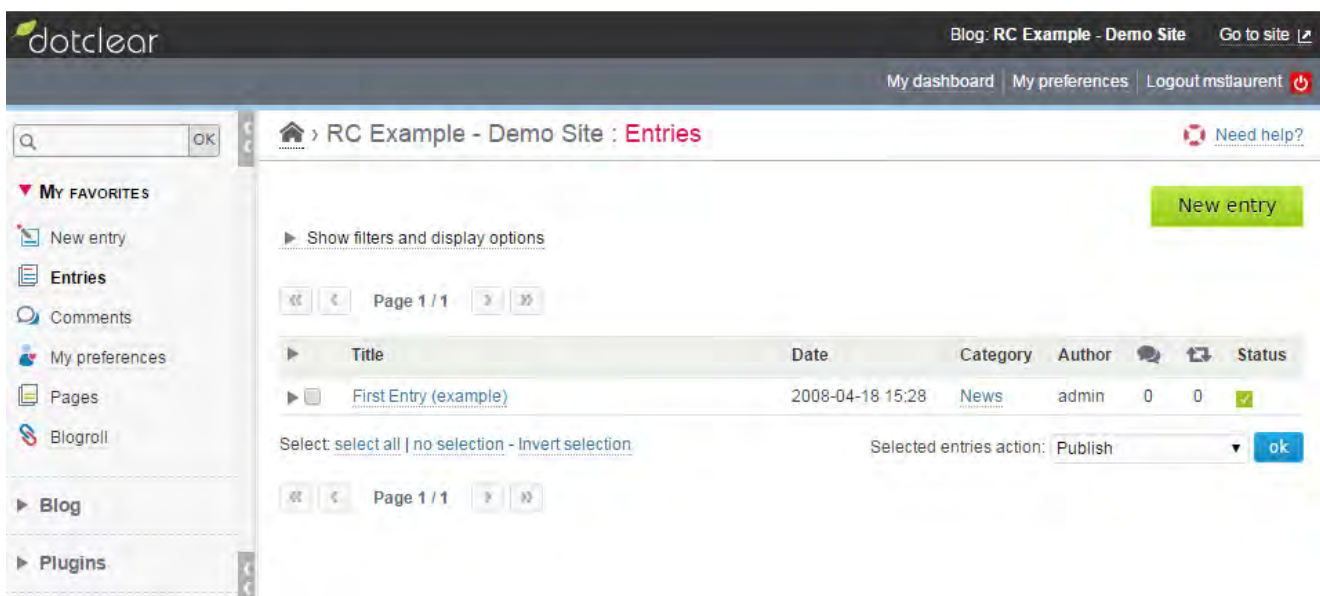 dotclear
Blog: RC Example - Demo Site Go to site
My dashboard My preferences Logout mstlaurent
OK
› RC Example - Demo Site : Entries
Need help?
MY FAVORITES
New entry
Entries
Comments
My preferences
Pages
Blogroll
Blog
Plugins
New entry
Show filters and display options
« ‹ Page 1 / 1 › »
Title Date Category Author Status
First Entry (example) 2008-04-18 15:28 News admin 0 0
Select: select all | no selection - Invert selection
Selected entries action: Publish ok
« ‹ Page 1 / 1 › »